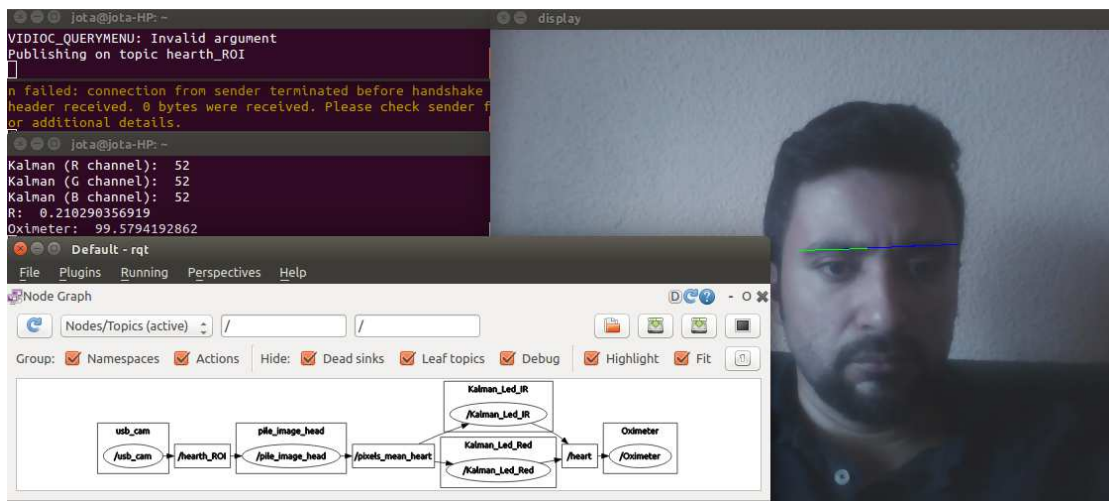 jota@jota-HP: ~
VIDIOC_QUERYMENU: Invalid argument
Publishing on topic hearth_ROI
n failed: connection from sender terminated before handshake
header received. 0 bytes were received. Please check sender f
or additional details.
jota@jota-HP: ~
Kalman (R channel):  52
Kalman (G channel):  52
Kalman (B channel):  52
R:  0.210290356919
Oximeter:  99.5794192862
display
Default - rqt
File Plugins Running Perspectives Help
Node Graph
D - O
Nodes/Topics (active) / /
Group: Namespaces Actions Hide: Dead sinks Leaf topics Debug Highlight Fit
usb_cam
/usb_cam
/hearth_ROI
pile_image_head
/pile_image_head
/pixels_mean_heart
Kalman_Led_IR
/Kalman_Led_IR
Kalman_Led_Red
/Kalman_Led_Red
/heart
Oximeter
/Oximeter